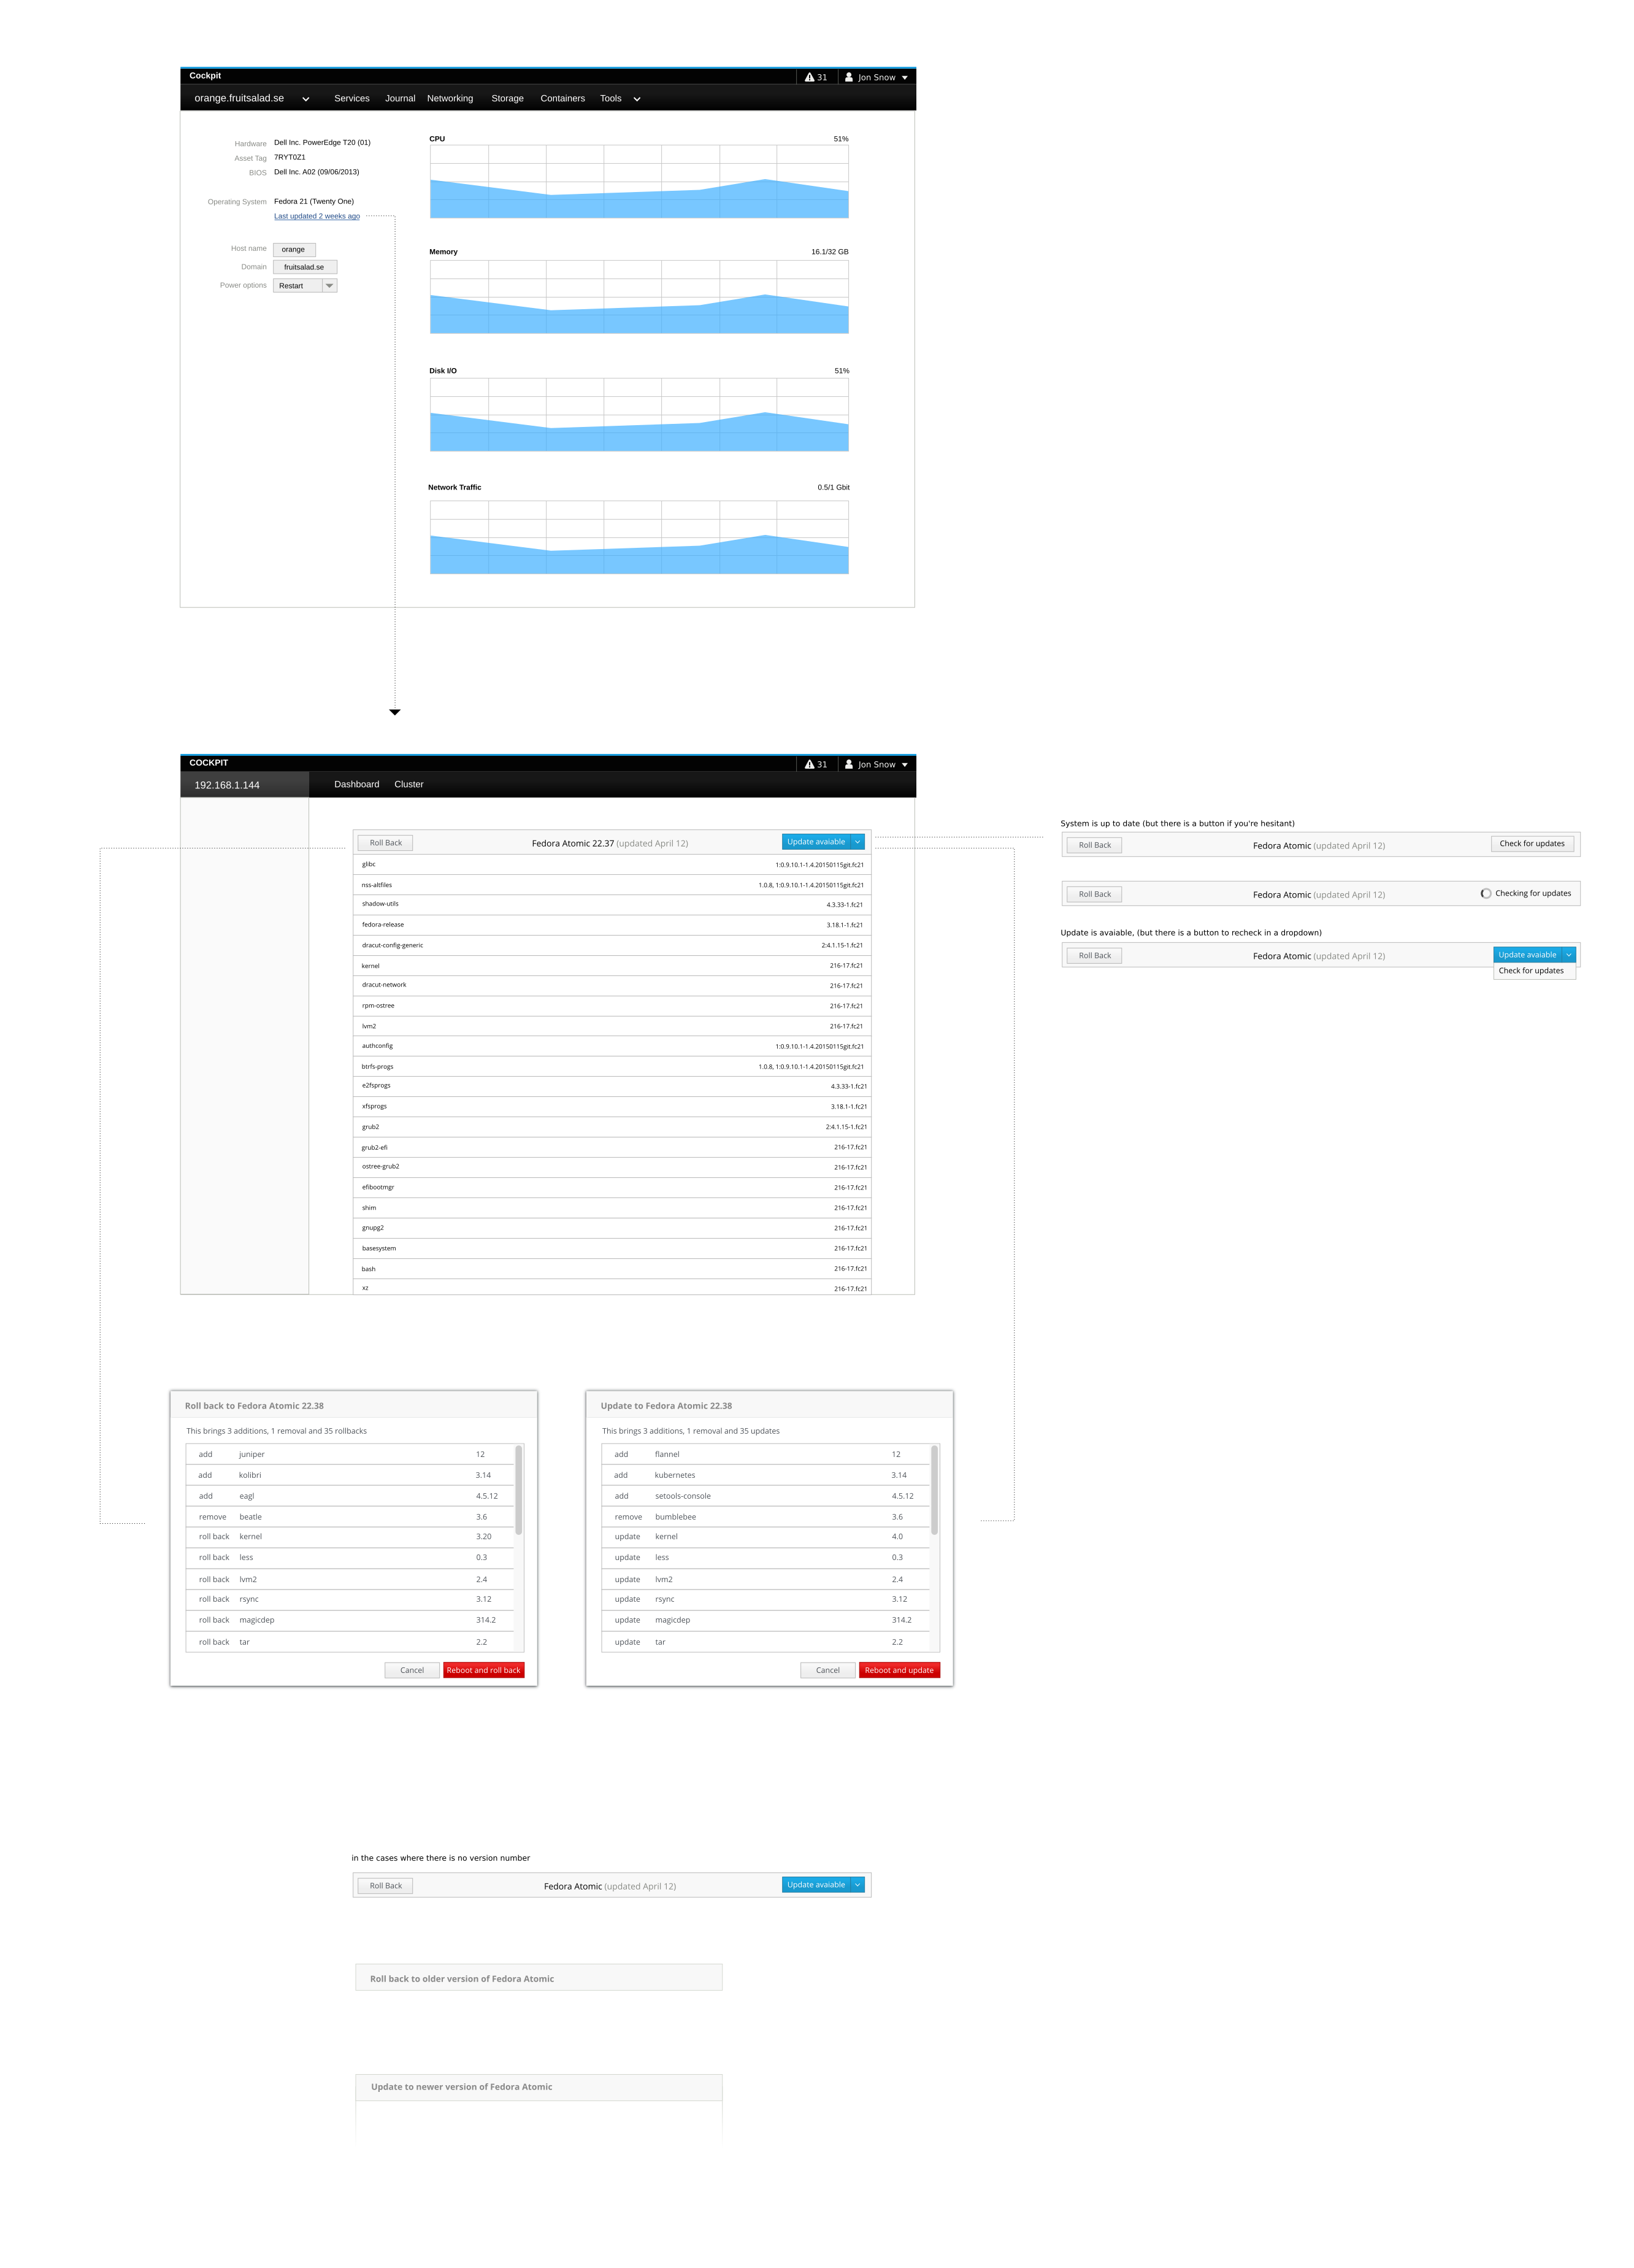 Cockpit
31 Jon Snow
orange.fruitsalad.se Services Journal Networking Storage Containers Tools
Hardware Dell Inc. PowerEdge T20 (01)
Asset Tag 7RYT0Z1
BIOS Dell Inc. A02 (09/06/2013)
Operating System Fedora 21 (Twenty One)
Last updated 2 weeks ago
Host name orange
Domain fruitsalad.se
Power options Restart
CPU 51%
Memory 16.1/32 GB
Disk I/O 51%
Network Traffic 0.5/1 Gbit
COCKPIT
31 Jon Snow
192.168.1.144 Dashboard Cluster
Roll Back Fedora Atomic 22.37 (updated April 12) Update avaiable
glibc 1:0.9.10.1-1.4.20150115git.fc21
nss-altfiles 1.0.8, 1:0.9.10.1-1.4.20150115git.fc21
shadow-utils 4.3.33-1.fc21
fedora-release 3.18.1-1.fc21
dracut-config-generic 2:4.1.15-1.fc21
kernel 216-17.fc21
dracut-network 216-17.fc21
rpm-ostree 216-17.fc21
lvm2 216-17.fc21
authconfig 1:0.9.10.1-1.4.20150115git.fc21
btrfs-progs 1.0.8, 1:0.9.10.1-1.4.20150115git.fc21
e2fsprogs 4.3.33-1.fc21
xfsprogs 3.18.1-1.fc21
grub2 2:4.1.15-1.fc21
grub2-efi 216-17.fc21
ostree-grub2 216-17.fc21
efibootmgr 216-17.fc21
shim 216-17.fc21
gnupg2 216-17.fc21
basesystem 216-17.fc21
bash 216-17.fc21
xz 216-17.fc21
System is up to date (but there is a button if you're hesitant)
Roll Back Fedora Atomic (updated April 12) Check for updates
Roll Back Fedora Atomic (updated April 12) Checking for updates
Update is avaiable, (but there is a button to recheck in a dropdown)
Roll Back Fedora Atomic (updated April 12) Update avaiable
Check for updates
Roll back to Fedora Atomic 22.38
This brings 3 additions, 1 removal and 35 rollbacks
add juniper 12
add kolibri 3.14
add eagl 4.5.12
remove beatle 3.6
roll back kernel 3.20
roll back less 0.3
roll back lvm2 2.4
roll back rsync 3.12
roll back magicdep 314.2
roll back tar 2.2
Cancel Reboot and roll back
Update to Fedora Atomic 22.38
This brings 3 additions, 1 removal and 35 updates
add flannel 12
add kubernetes 3.14
add setools-console 4.5.12
remove bumblebee 3.6
update kernel 4.0
update less 0.3
update lvm2 2.4
update rsync 3.12
update magicdep 314.2
update tar 2.2
Cancel Reboot and update
in the cases where there is no version number
Roll Back Fedora Atomic (updated April 12) Update avaiable
Roll back to older version of Fedora Atomic
Update to newer version of Fedora Atomic